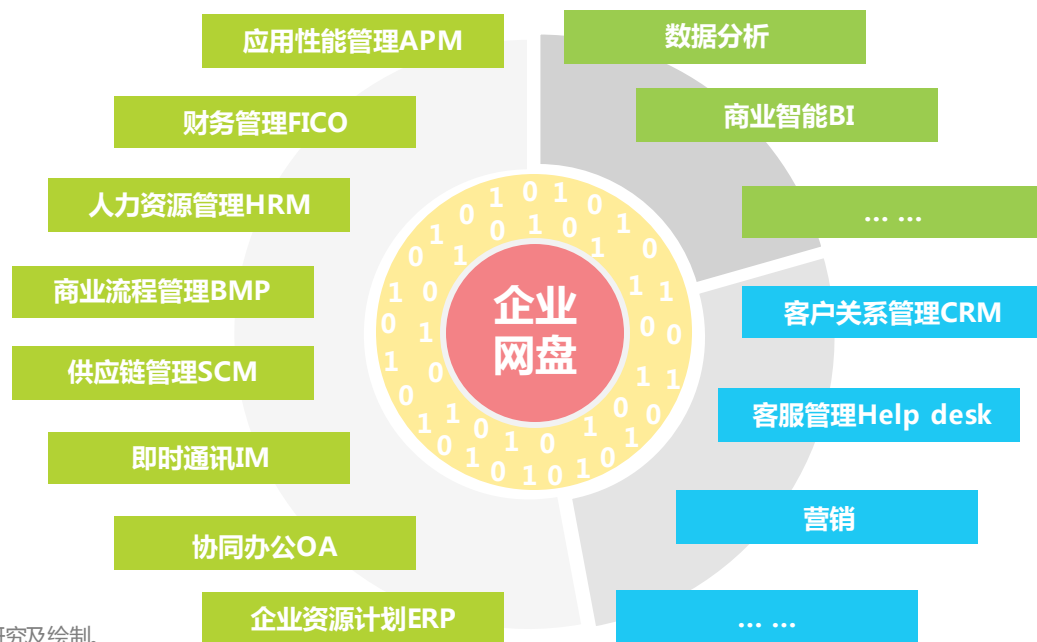 应用性能管理APM
财务管理FICO
人力资源管理HRM
商业流程管理BMP
供应链管理SCM
即时通讯IM
协同办公OA
企业资源计划ERP
企业
网盘
数据分析
商业智能BI
... ...
客户关系管理CRM
客服管理Help desk
营销
... ...
研究及绘制。